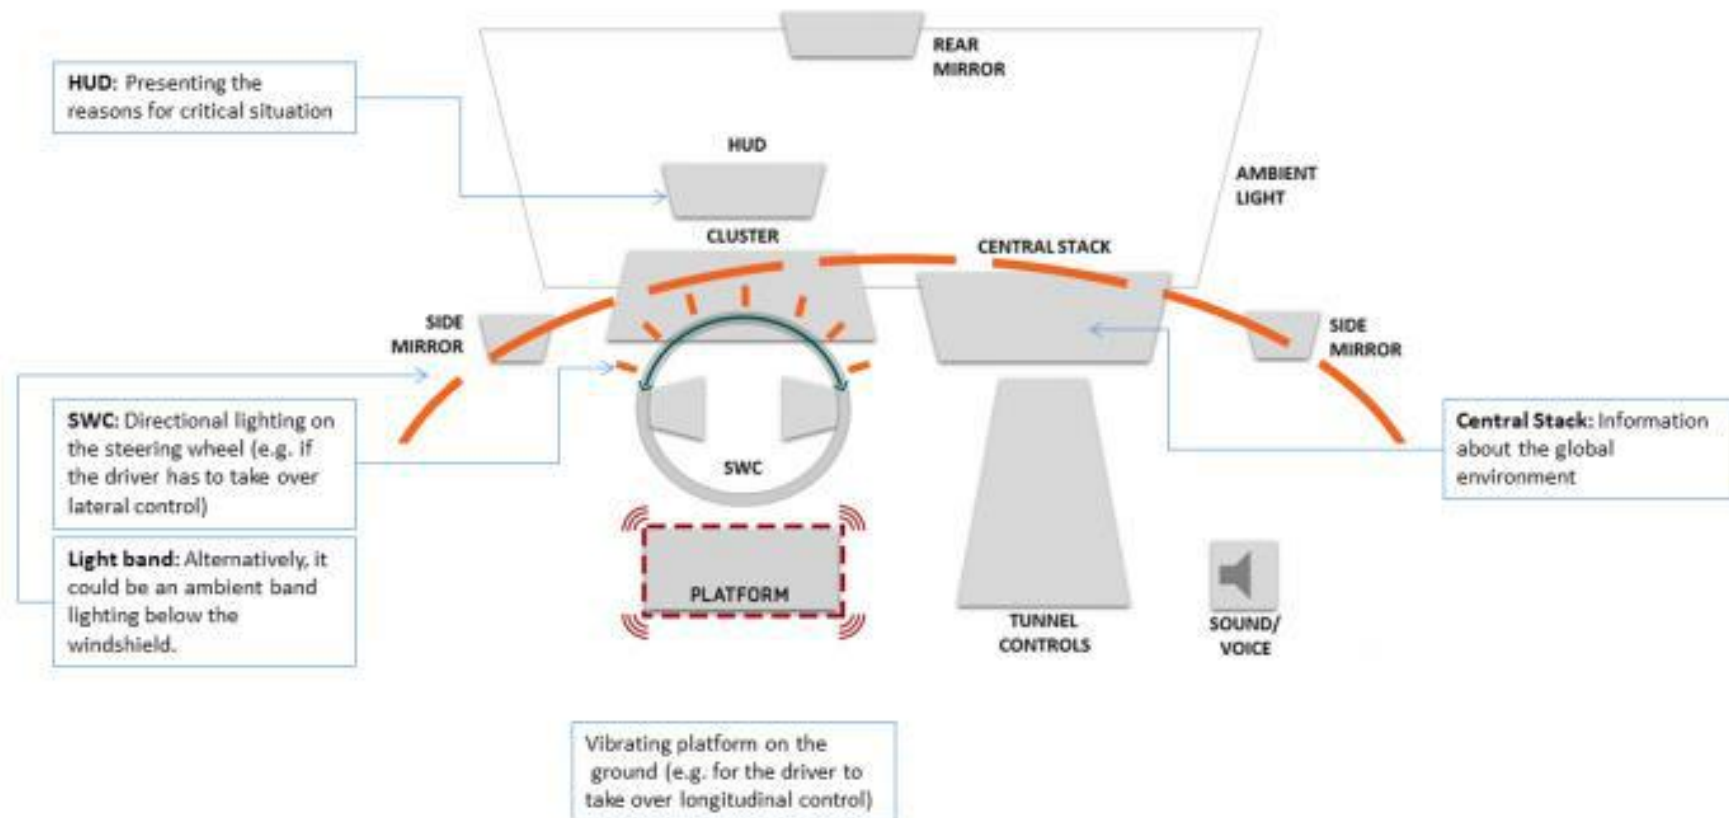 REAR
MIRROR
HUD: Presenting the
reasons for critical situation
HUD
AMBIENT
LIGHT
CLUSTER
CENTRAL STACK
SIDE
MIRROR
SIDE
MIRROR
SWC: Directional lighting on
the steering wheel (e.g. if
the driver has to take over
lateral control)
SWC
Central Stack: Information
about the global
environment
Light band: Alternatively, it
could be an ambient band
lighting below the
windshield.
PLATFORM
TUNNEL
CONTROLS
SOUND/
VOICE
Vibrating platform on the
ground (e.g. for the driver to
take over longitudinal control)